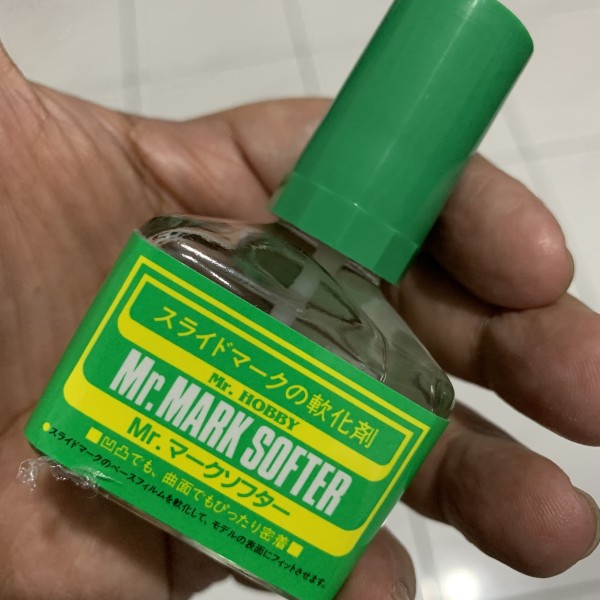 スライドマークの軟化剤
Mr. HOBBY
Mr. MARK SOFTER
Mr. マークソフター
■凹凸でも、曲面でもぴったり密着■
●スライドマークのベースフィルムを軟化して、モデルの表面にフィットさせます。